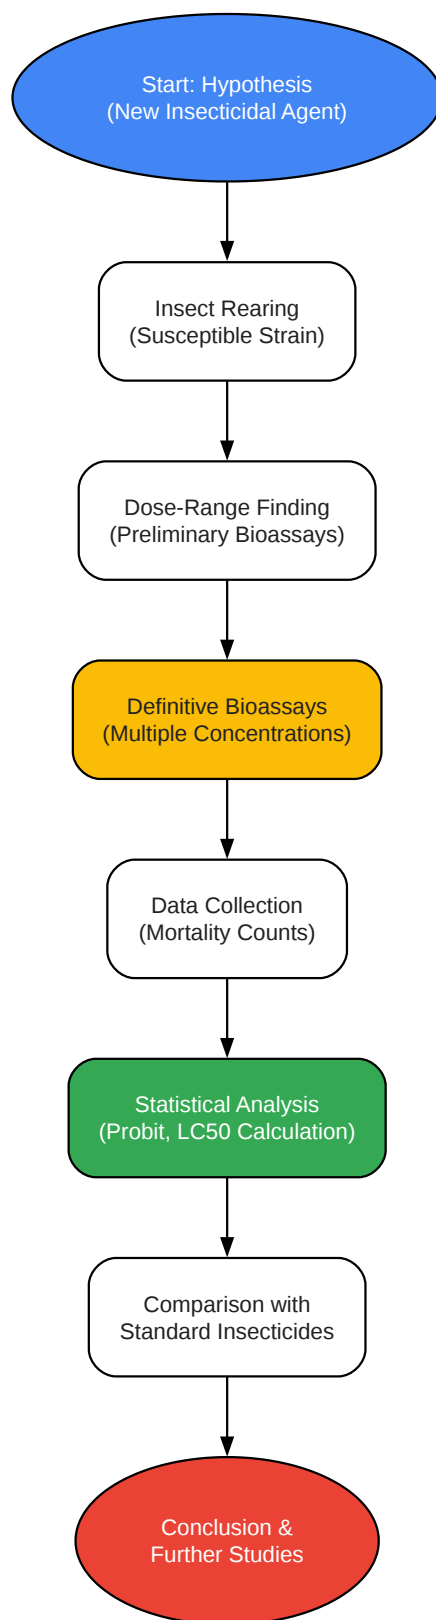 Start: Hypothesis
(New Insecticidal Agent)
Insect Rearing
(Susceptible Strain)
Dose-Range Finding
(Preliminary Bioassays)
Definitive Bioassays
(Multiple Concentrations)
Data Collection
(Mortality Counts)
Statistical Analysis
(Probit, LC50 Calculation)
Comparison with
Standard Insecticides
Conclusion &
Further Studies